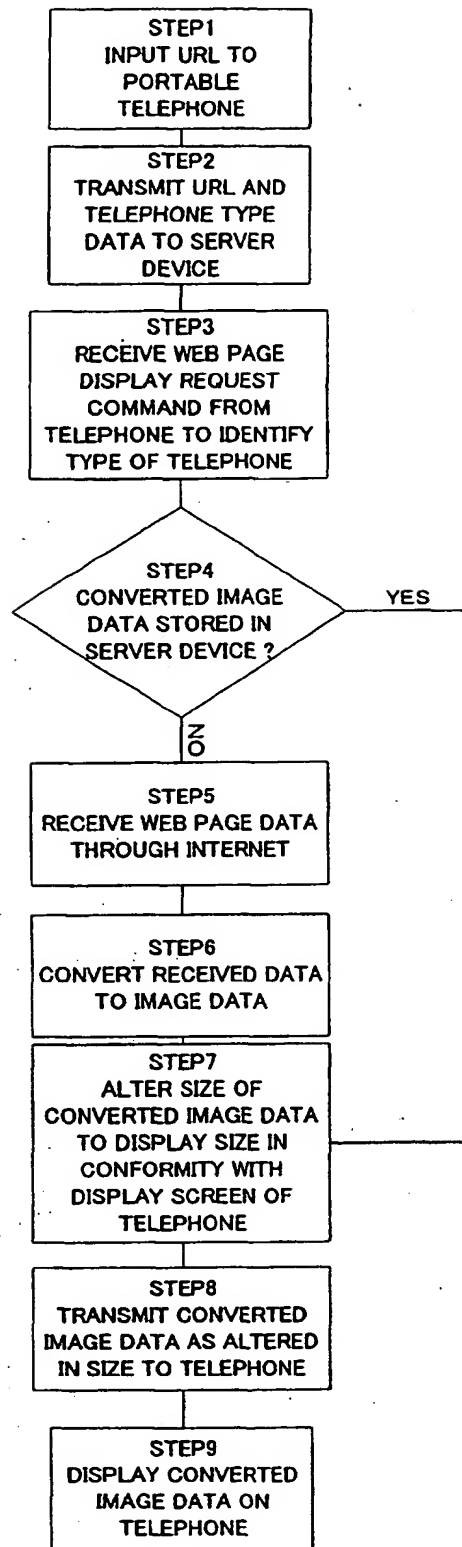 STEP1
INPUT URL TO
PORTABLE
TELEPHONE
STEP2
TRANSMIT URL AND
TELEPHONE TYPE
DATA TO SERVER
DEVICE
STEP3
RECEIVE WEB PAGE
DISPLAY REQUEST
COMMAND FROM
TELEPHONE TO IDENTIFY
TYPE OF TELEPHONE
STEP4
CONVERTED IMAGE
DATA STORED IN
SERVER DEVICE ?
YES
NO
STEP5
RECEIVE WEB PAGE DATA
THROUGH INTERNET
STEP6
CONVERT RECEIVED DATA
TO IMAGE DATA
STEP7
ALTER SIZE OF
CONVERTED IMAGE DATA
TO DISPLAY SIZE IN
CONFORMITY WITH
DISPLAY SCREEN OF
TELEPHONE
STEP8
TRANSMIT CONVERTED
IMAGE DATA AS ALTERED
IN SIZE TO TELEPHONE
STEP9
DISPLAY CONVERTED
IMAGE DATA ON
TELEPHONE